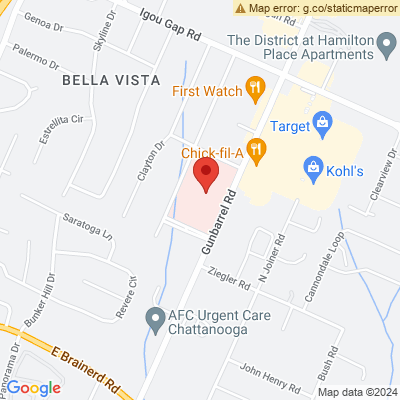 Map error: g.co/staticmaperror
Genoa Dr
Skyline Dr
Igou Gap Rd
Palermo Dr
The District at Hamilton
Place Apartments
BELLA VISTA
First Watch
Estrellita Cir
Target
Clayton Dr
Chick-fil-A
Kohl's
Clearview Dr
Gunbarrel Rd
Saratoga Ln
N Joiner Rd
Cannondale Loop
Ziegler Rd
Bunker Hill Dr
Revere Cir
AFC Urgent Care
Chattanooga
E Brainerd Rd
Panorama Dr
Bush Rd
John Henry Rd
Google
Map data ©2024